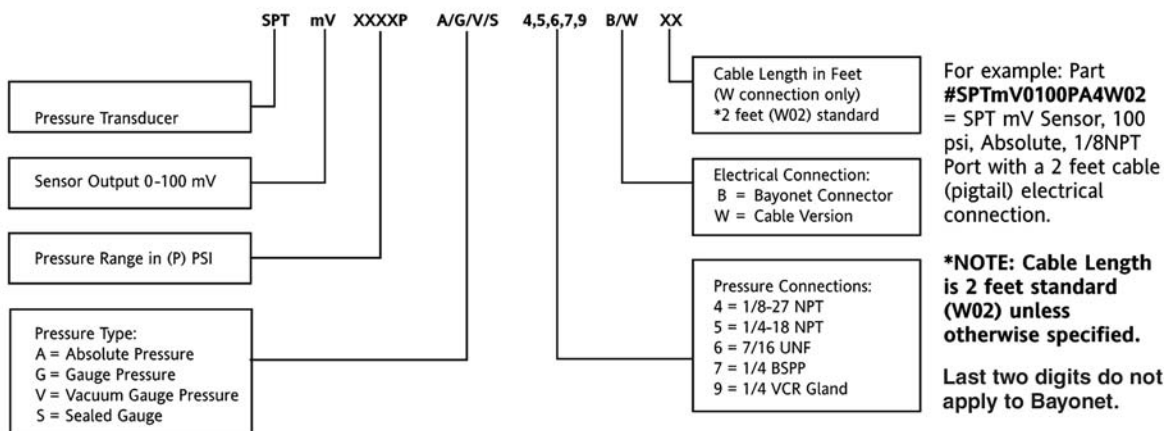 SPT mV XXXXP A/G/V/S 4,5,6,7,9 B/W XX
Pressure Transducer
Sensor Output 0-100 mV
Pressure Range in (P) PSI
Pressure Type:
A = Absolute Pressure
G = Gauge Pressure
V = Vacuum Gauge Pressure
S = Sealed Gauge
Cable Length in Feet
(W connection only)
*2 feet (W02) standard
Electrical Connection:
B = Bayonet Connector
W = Cable Version
Pressure Connections:
4 = 1/8-27 NPT
5 = 1/4-18 NPT
6 = 7/16 UNF
7 = 1/4 BSPP
9 = 1/4 VCR Gland
For example: Part
#SPTmV0100PA4W02
= SPT mV Sensor, 100
psi, Absolute, 1/8NPT
Port with a 2 feet cable
(pigtail) electrical
connection.
*NOTE: Cable Length
is 2 feet standard
(W02) unless
otherwise specified.
Last two digits do not
apply to Bayonet.